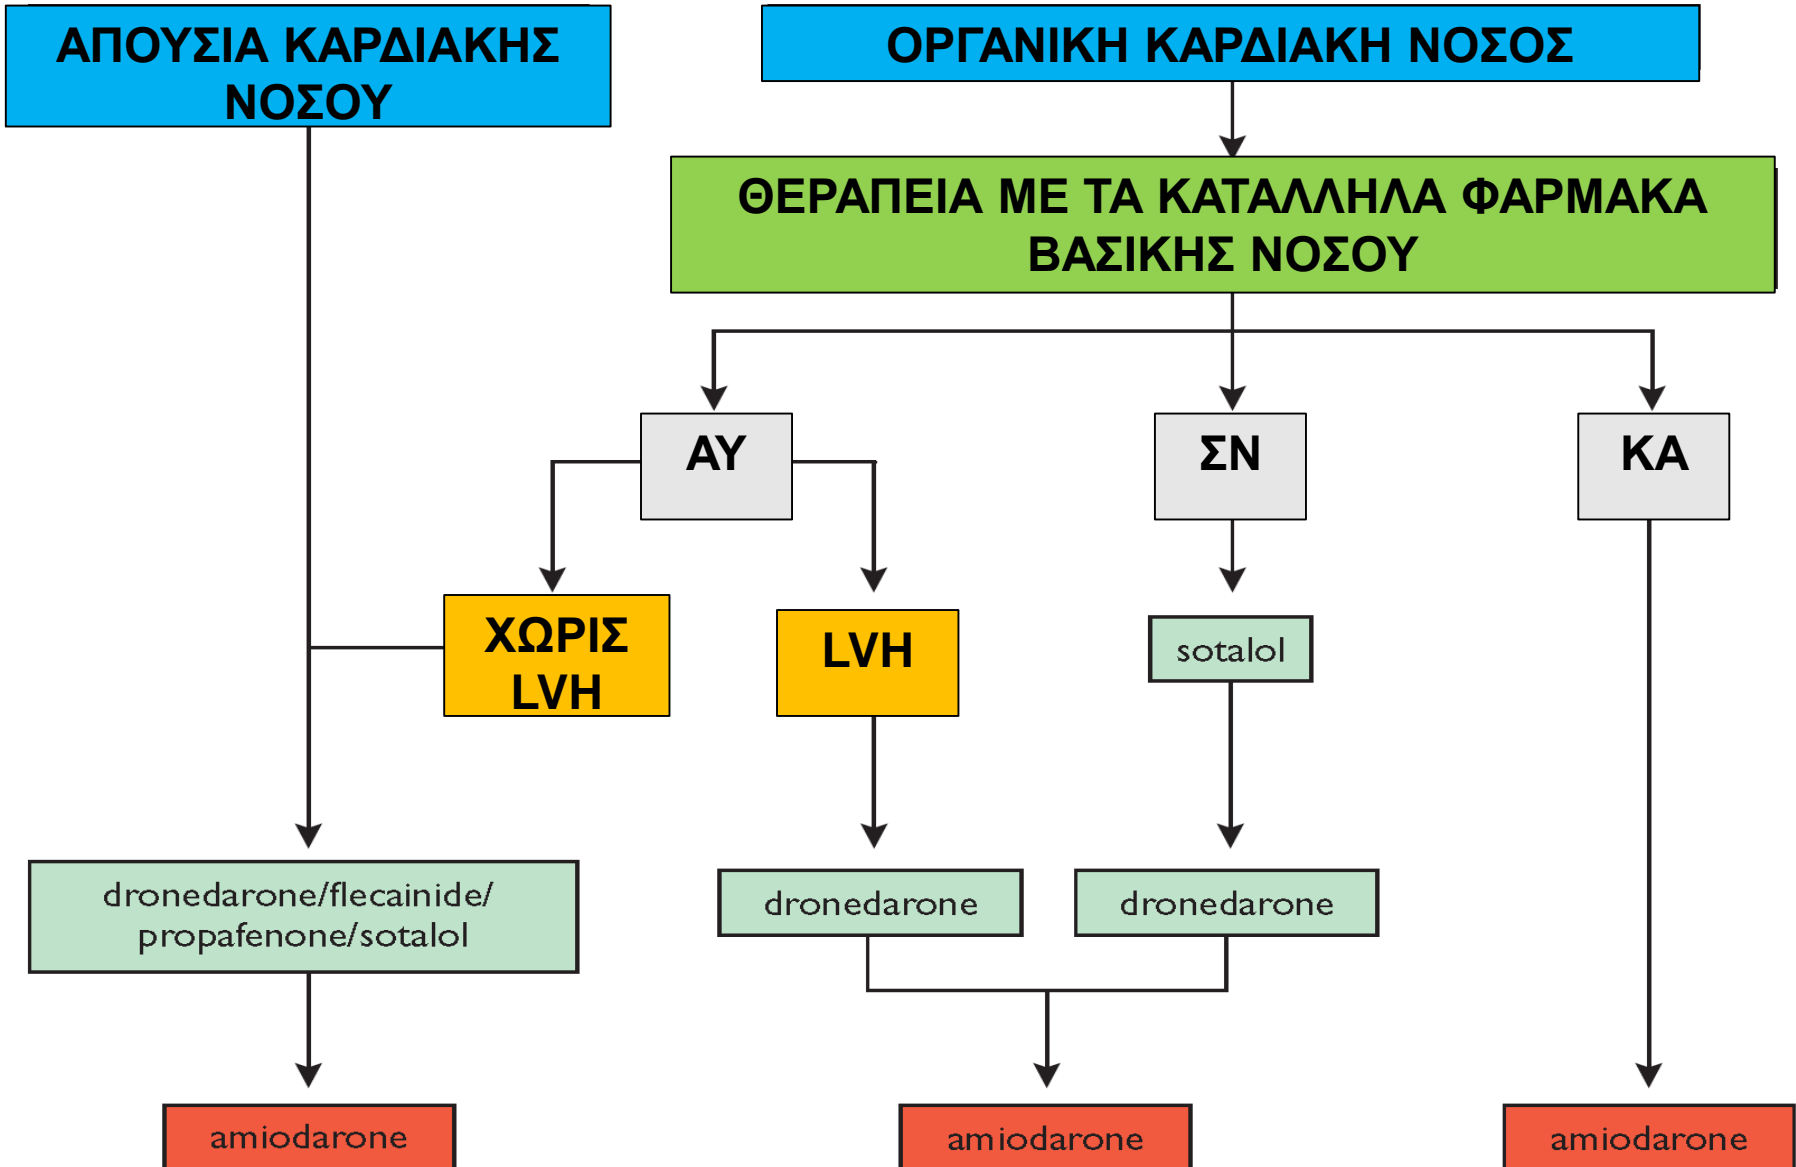 ΑΠΟΥΣΙΑ ΚΑΡΔΙΑΚΗΣ
ΝΟΣΟΥ
ΟΡΓΑΝΙΚΗ ΚΑΡΔΙΑΚΗ ΝΟΣΟΣ
ΘΕΡΑΠΕΙΑ ΜΕ ΤΑ ΚΑΤΑΛΛΗΛΑ ΦΑΡΜΑΚΑ
ΒΑΣΙΚΗΣ ΝΟΣΟΥ
ΑΥ
ΣΝ
ΚΑ
ΧΩΡΙΣ
LVH
LVH
sotalol
dronedarone/flecainide/
propafenone/sotalol
dronedarone
dronedarone
amiodarone
amiodarone
amiodarone